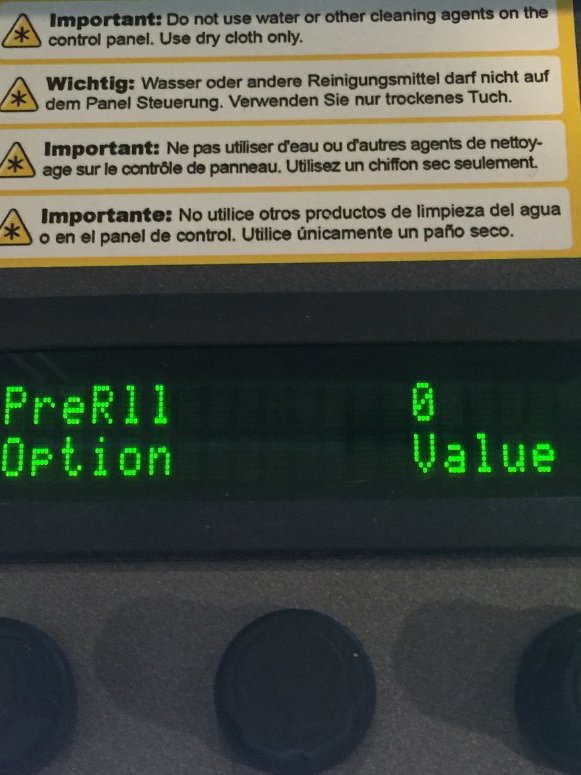 Important: Do not use water or other cleaning agents on the
control panel. Use dry cloth only.
Wichtig: Wasser oder andere Reinigungsmittel darf nicht auf
dem Panel Steuerung. Verwenden Sie nur trockenes Tuch.
Important: Ne pas utiliser d'eau ou d'autres agents de nettoy-
age sur le contrôle de panneau. Utilisez un chiffon sec seulement.
Importante: No utilice otros productos de limpieza del agua
o en el panel de control. Utilice únicamente un paño seco.
PreRll 0
Option Value